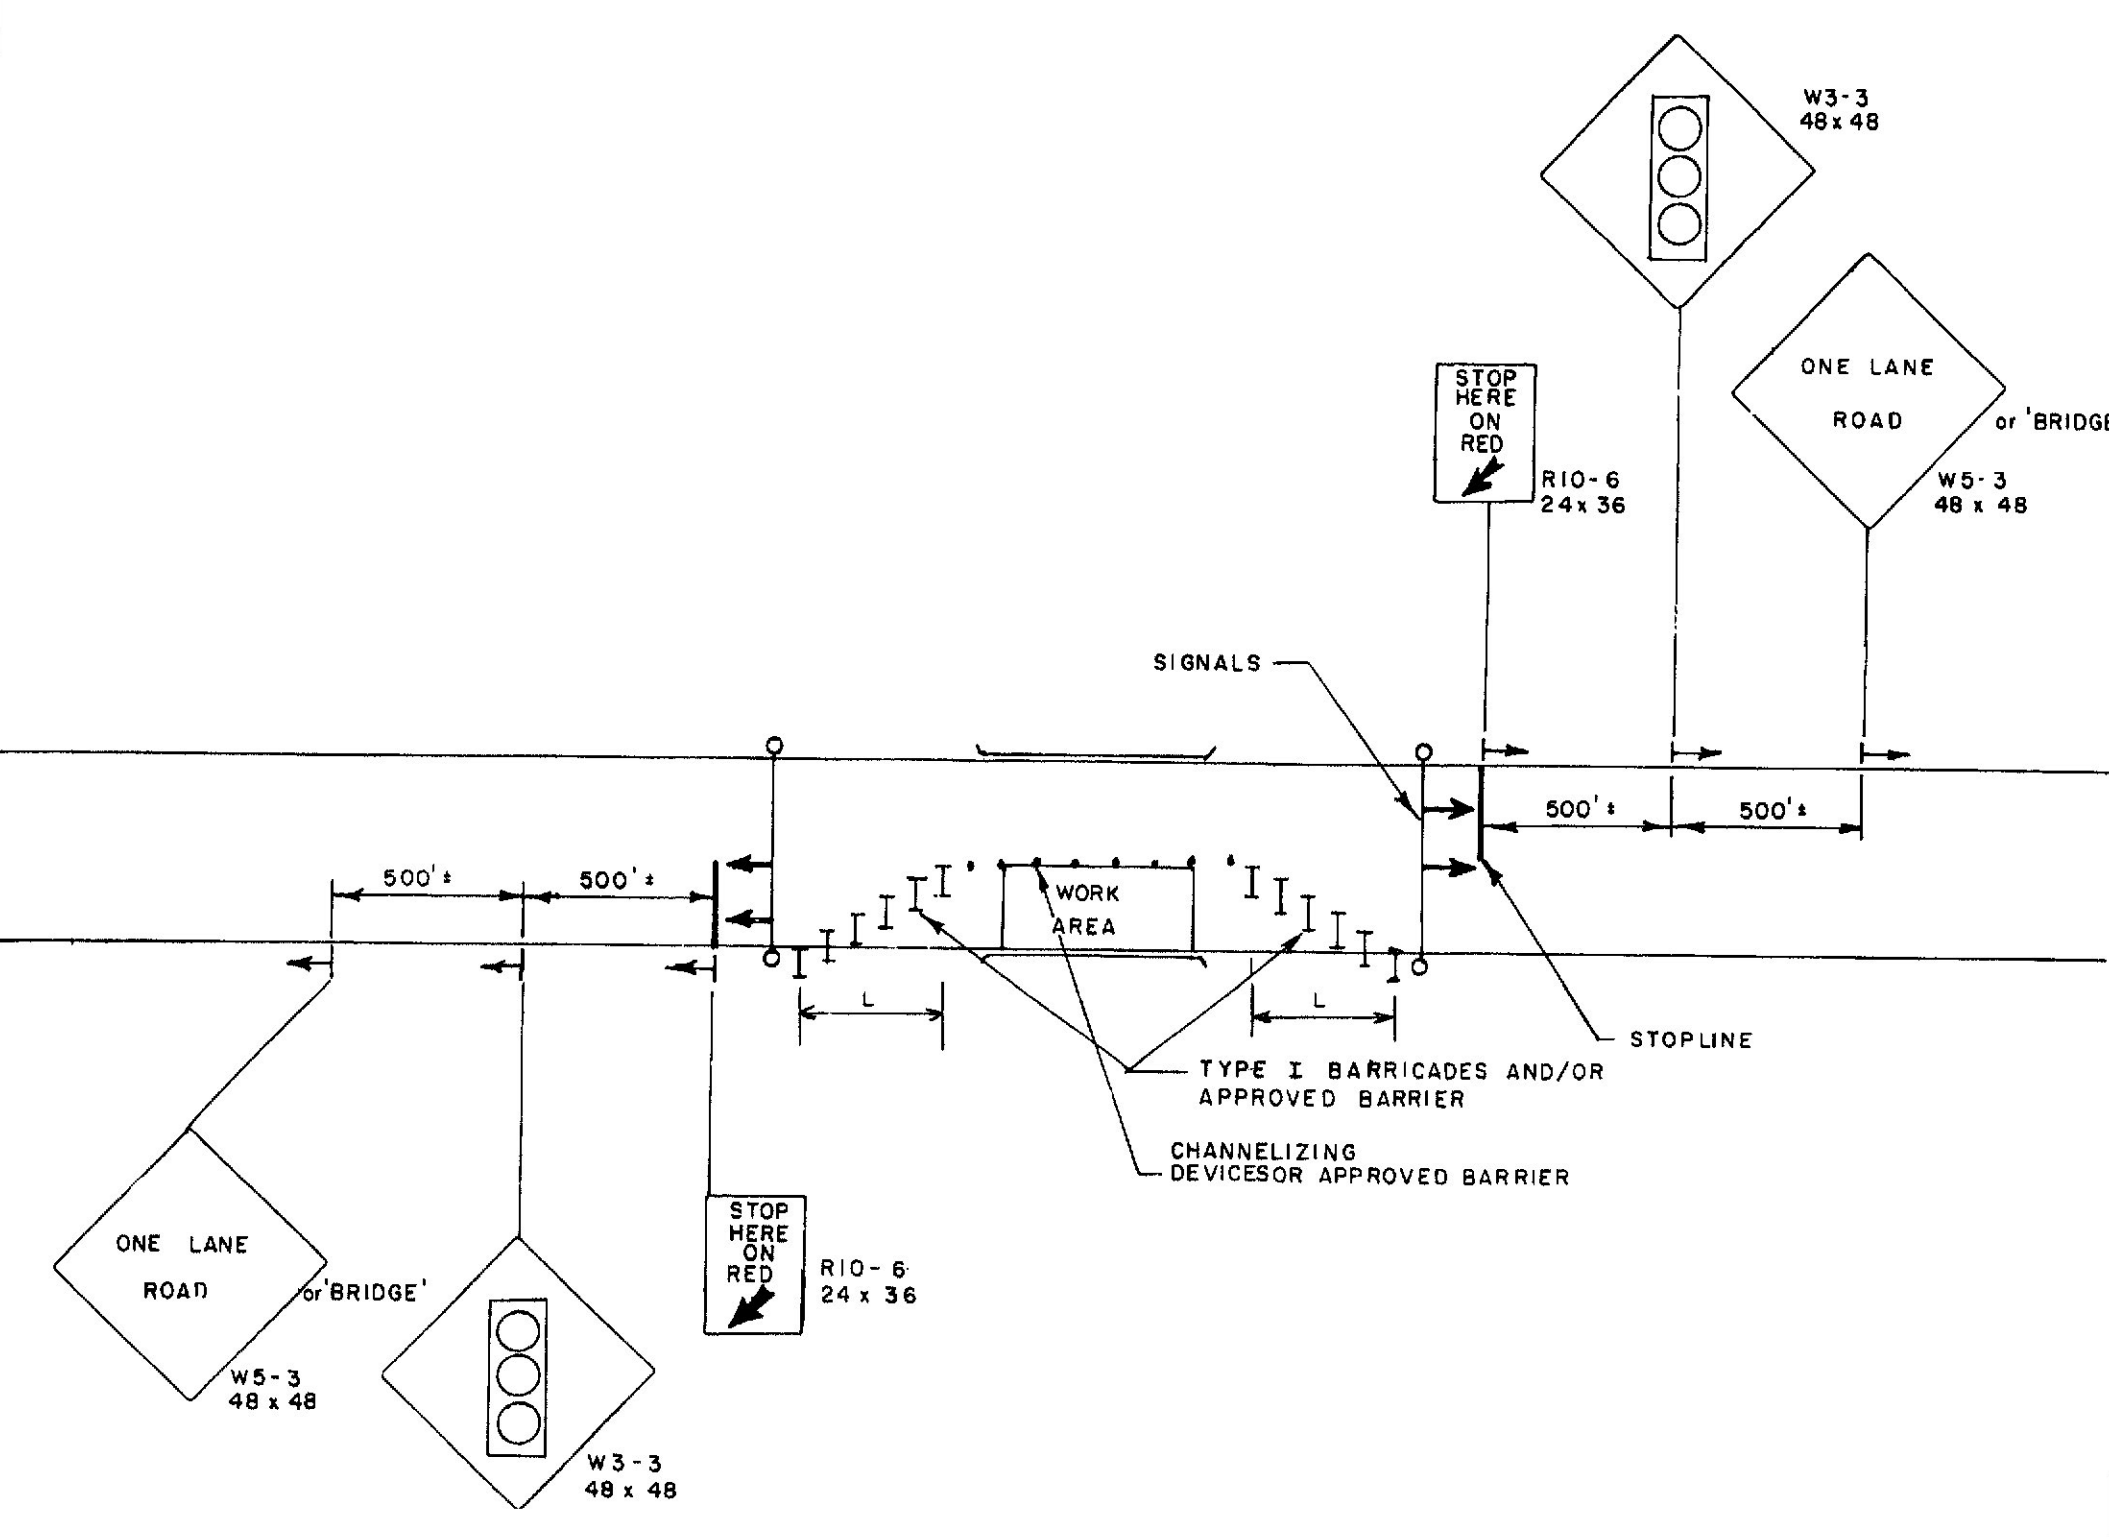 W3-3
48 x 48
ONE LANE
ROAD
or 'BRIDGE
W5-3
48 x 48
STOP
HERE
ON
RED
R10-6
24 x 36
SIGNALS
500'±
500'±
500'±
500'±
WORK
AREA
L
L
STOPLINE
TYPE I BARRICADES AND/OR
APPROVED BARRIER
CHANNELIZING
DEVICESOR APPROVED BARRIER
ONE LANE
ROAD
or 'BRIDGE'
W5-3
48 x 48
W3-3
48 x 48
STOP
HERE
ON
RED
R10-6
24 x 36